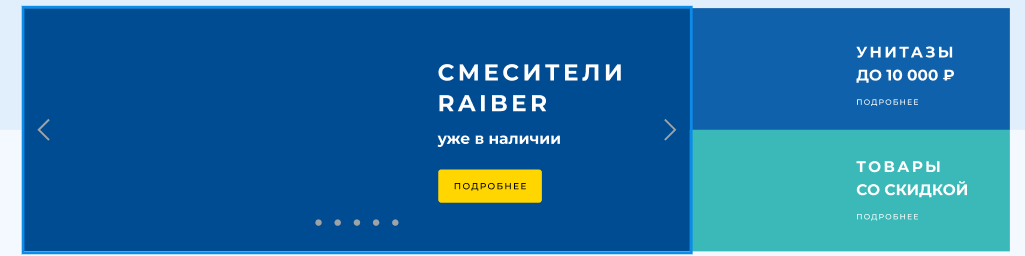 СМЕСИТЕЛИ
RAIBER
уже в наличии
ПОДРОБНЕЕ
УНИТАЗЫ
ДО 10 000 ₽
ПОДРОБНЕЕ
ТОВАРЫ
СО СКИДКОЙ
ПОДРОБНЕЕ